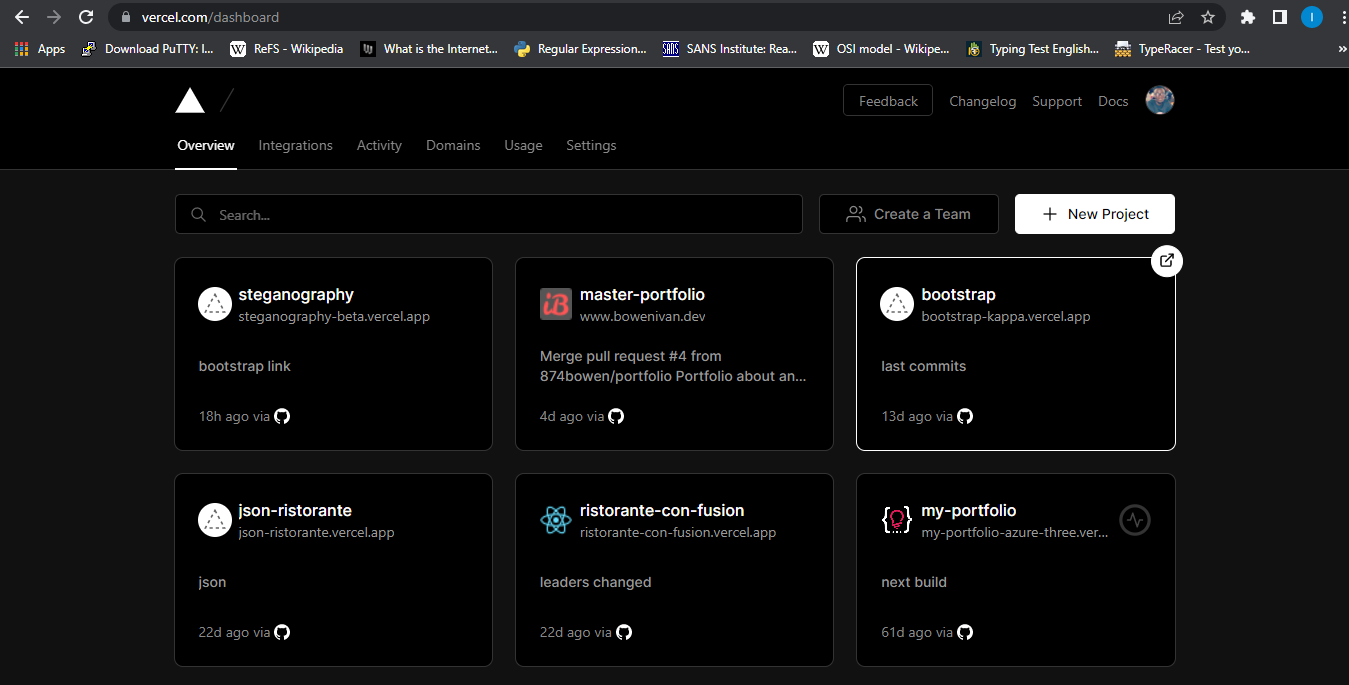 vercel.com/dashboard
I
Apps
Download PuTTY: l...
W
ReFS - Wikipedia
What is the Internet...
Regular Expression...
SANS
SANS Institute: Rea...
W
OSI model - Wikipe...
Typing Test English...
TypeRacer - Test yo...
»
/
Feedback
Changelog
Support
Docs
Overview
Integrations
Activity
Domains
Usage
Settings
Search...
Create a Team
+ New Project
steganography
steganography-beta.vercel.app
bootstrap link
18h ago via
iB
master-portfolio
www.bowenivan.dev
Merge pull request #4 from
874bowen/portfolio Portfolio about an...
4d ago via
bootstrap
bootstrap-kappa.vercel.app
last commits
13d ago via
json-ristorante
json-ristorante.vercel.app
json
22d ago via
ristorante-con-fusion
ristorante-con-fusion.vercel.app
leaders changed
22d ago via
my-portfolio
my-portfolio-azure-three.ver...
next build
61d ago via